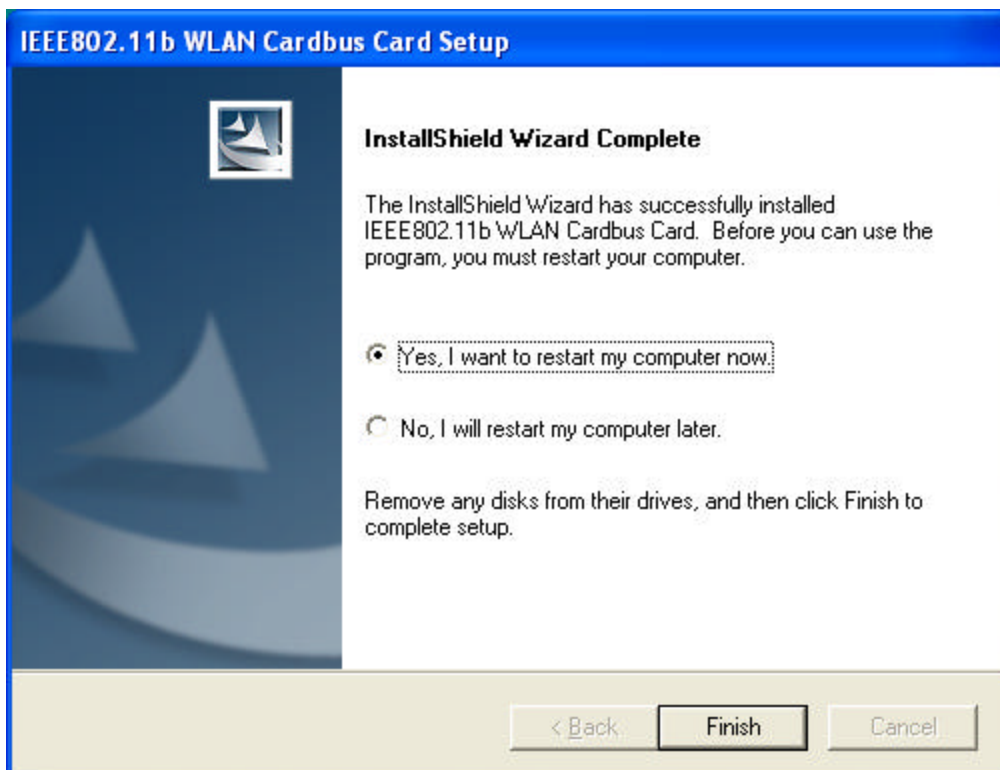 IEEE802.11b WLAN Cardbus Card Setup
InstallShield Wizard Complete
The InstallShield Wizard has successfully installed
IEEE802.11b WLAN Cardbus Card.  Before you can use the
program, you must restart your computer.
Yes, I want to restart my computer now.
No, I will restart my computer later.
Remove any disks from their drives, and then click Finish to
complete setup.
< Back
Finish
Cancel